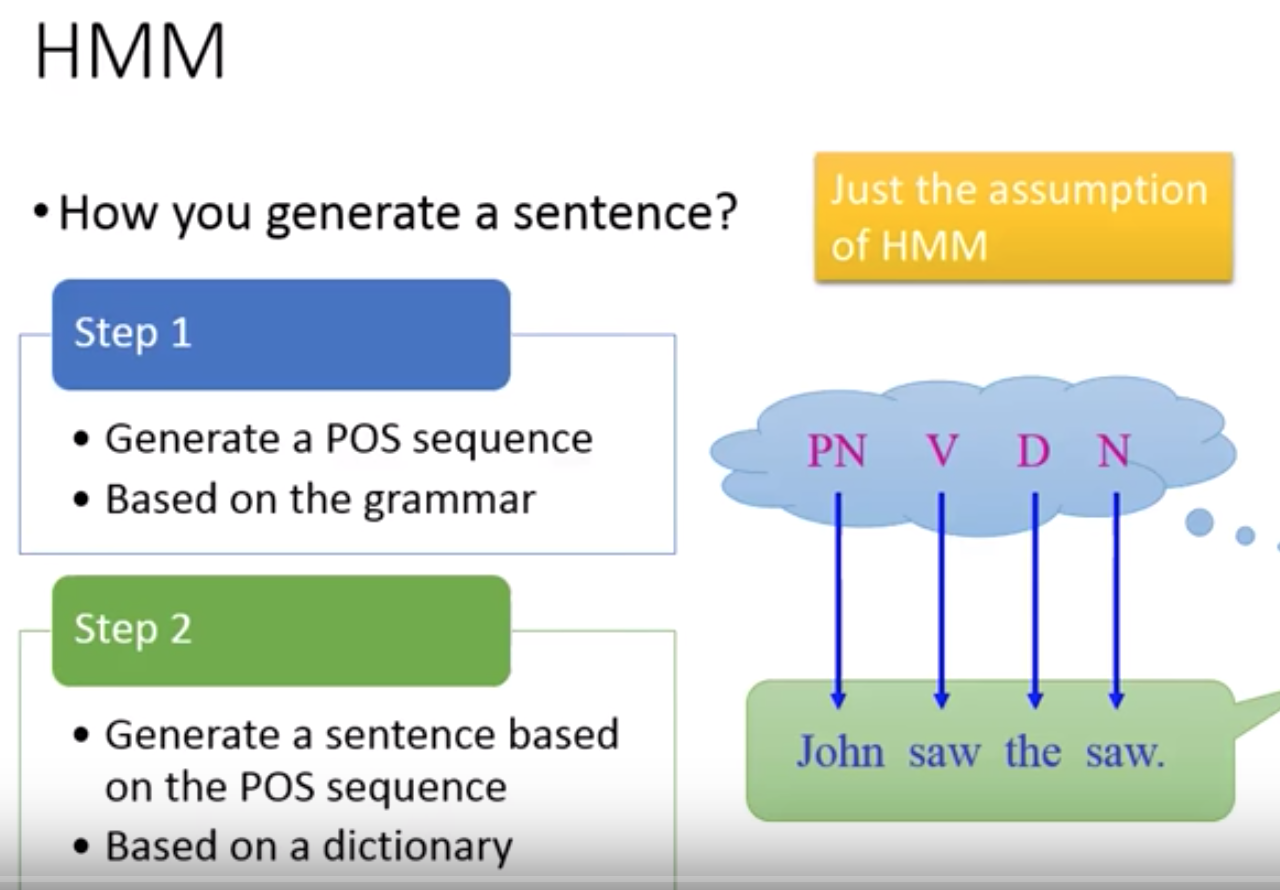 HMM
• How you generate a sentence?
Just the assumption
of HMM
Step 1
• Generate a POS sequence
• Based on the grammar
PN V D N
Step 2
• Generate a sentence based
on the POS sequence
• Based on a dictionary
John saw the saw.